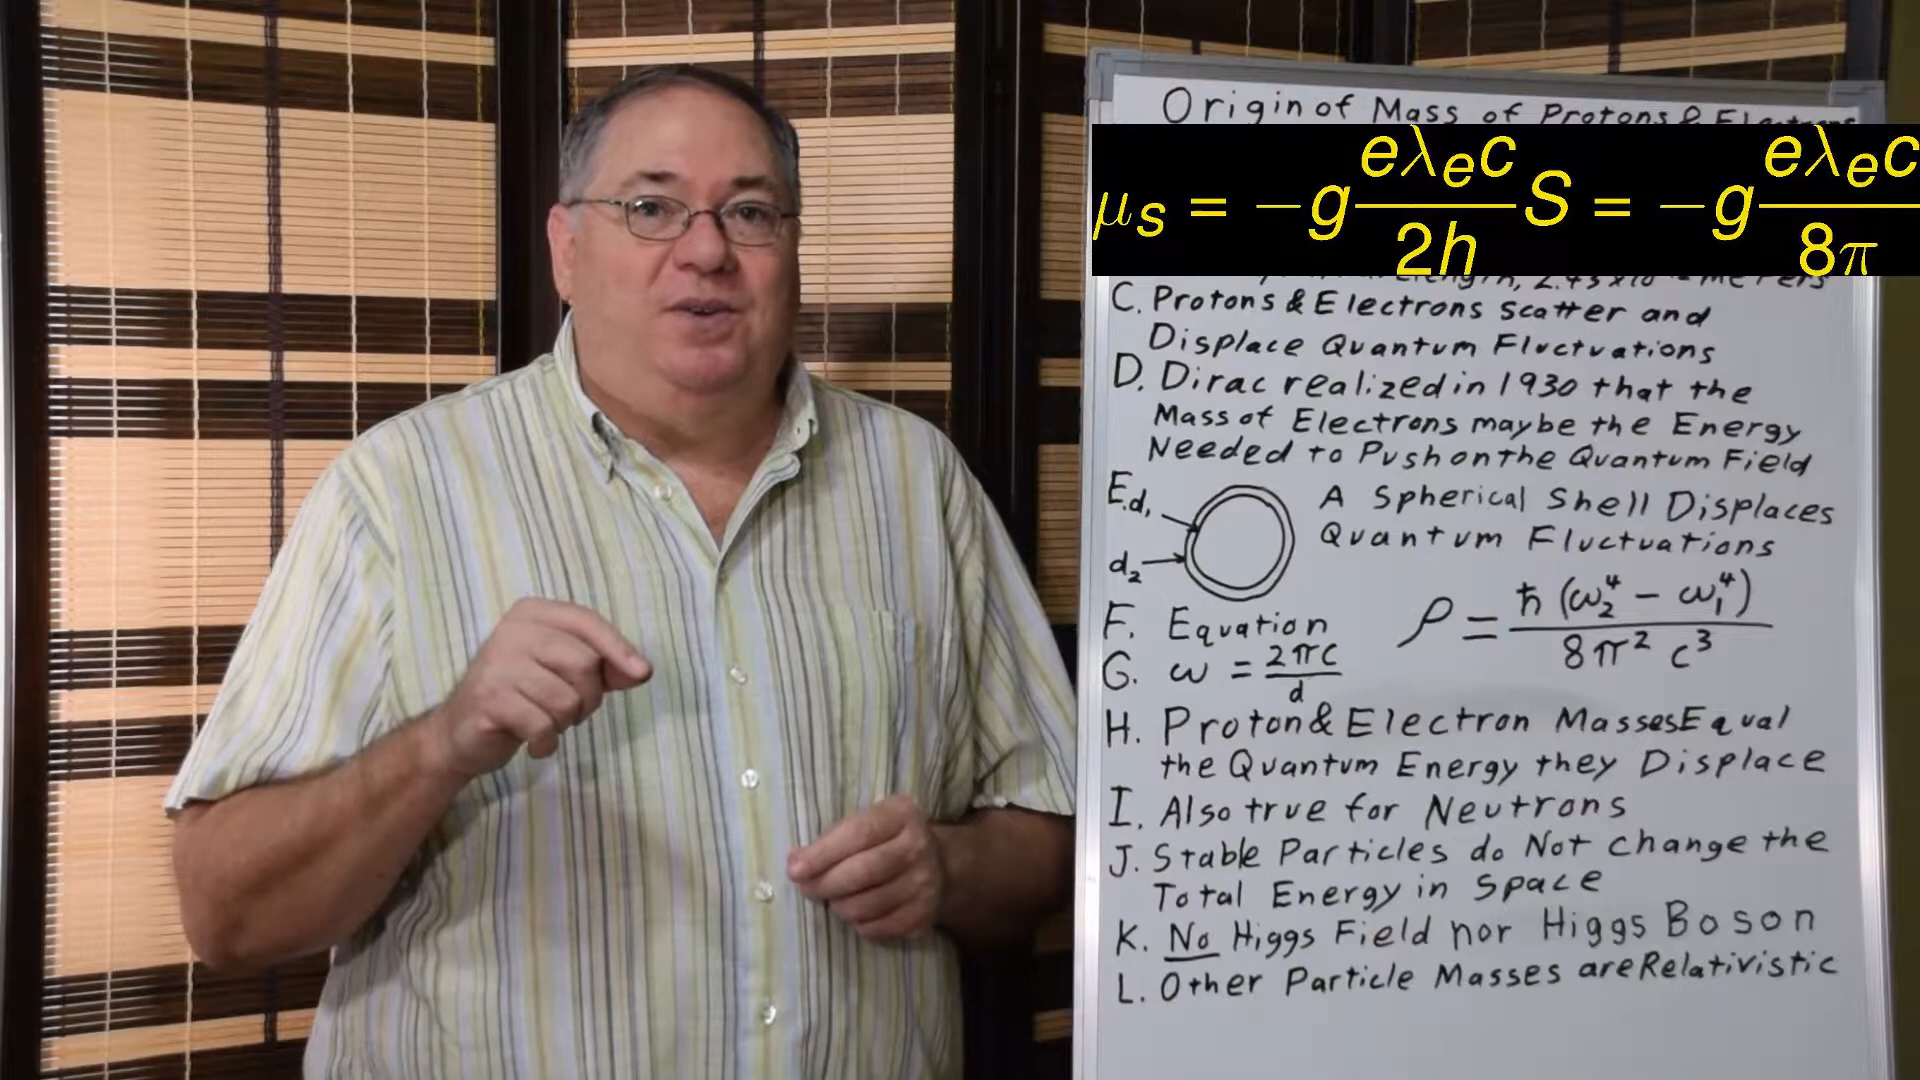 Origin of Mass of Protons &
μs = −g eλec/2h S = −g eλec/8π
meters
C. Protons & Electrons scatter and
Displace Quantum Fluctuations
D. Dirac realized in 1930 that the
Mass of Electrons maybe the Energy
Needed to Push on the Quantum Field
E. d₁ A Spherical Shell Displaces
d₂ Quantum Fluctuations
F. Equation ρ = ħ (ω₂⁴ − ω₁⁴) / 8π² c³
G. ω = 2πc/d
H. Proton & Electron Masses Equal
the Quantum Energy they Displace
I. Also true for Neutrons
J. Stable Particles do Not change the
Total Energy in Space
K. No Higgs Field nor Higgs Boson
L. Other Particle Masses are Relativistic